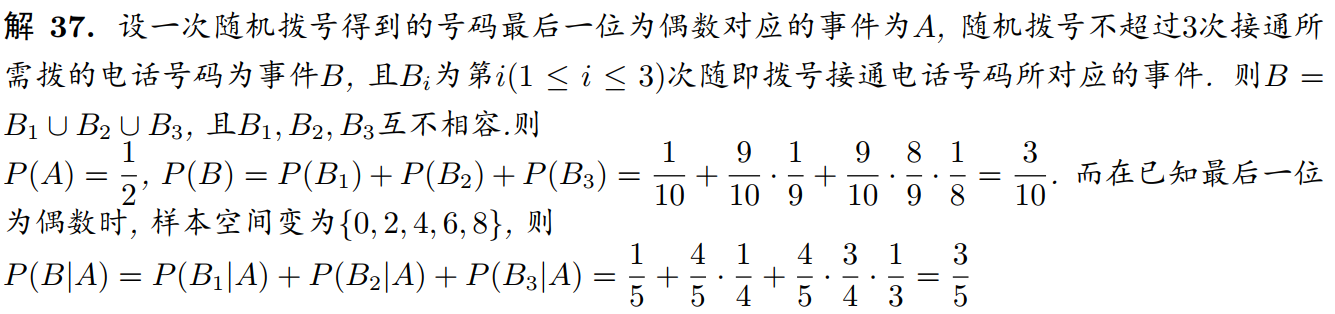 解 37. 设一次随机拨号得到的号码最后一位为偶数对应的事件为A, 随机拨号不超过3次接通所
需拨的电话号码为事件B, 且B_i为第i(1 ≤ i ≤ 3)次随即拨号接通电话号码所对应的事件. 则B =
B_1 ∪ B_2 ∪ B_3, 且B_1, B_2, B_3互不相容.则
P(A) = 1/2, P(B) = P(B_1) + P(B_2) + P(B_3) = 1/10 + 9/10 · 1/9 + 9/10 · 8/9 · 1/8 = 3/10. 而在已知最后一位
为偶数时, 样本空间变为{0, 2, 4, 6, 8}, 则
P(B|A) = P(B_1|A) + P(B_2|A) + P(B_3|A) = 1/5 + 4/5 · 1/4 + 4/5 · 3/4 · 1/3 = 3/5